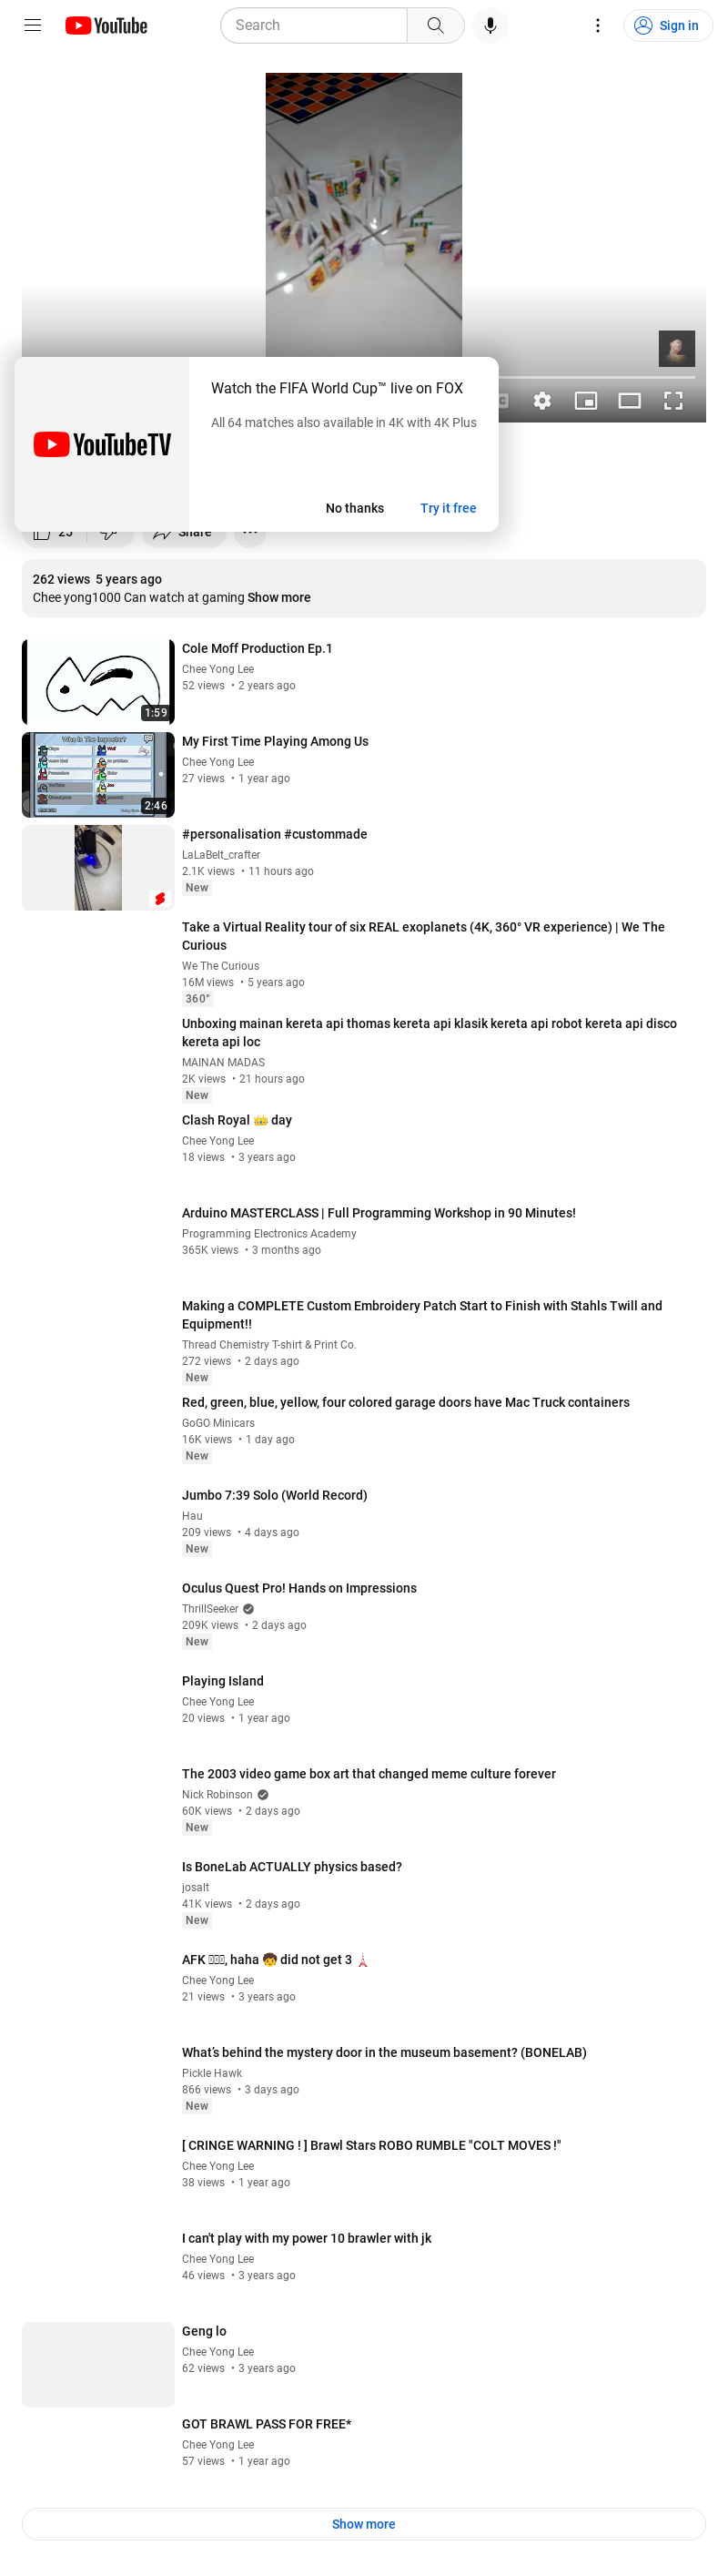 YouTube
Search
Sign in
Watch the FIFA World Cup™ live on FOX
All 64 matches also available in 4K with 4K Plus
YouTubeTV
No thanks
Try it free
25
Share
262 views 5 years ago
Chee yong1000 Can watch at gaming Show more
Cole Moff Production Ep.1
Chee Yong Lee
52 views • 2 years ago
1:59
My First Time Playing Among Us
Chee Yong Lee
27 views • 1 year ago
Who Is The Impostor?
2:46
#personalisation #custommade
LaLaBelt_crafter
2.1K views • 11 hours ago
New
Take a Virtual Reality tour of six REAL exoplanets (4K, 360° VR experience) | We The
Curious
We The Curious
16M views • 5 years ago
360°
Unboxing mainan kereta api thomas kereta api klasik kereta api robot kereta api disco
kereta api loc
MAINAN MADAS
2K views • 21 hours ago
New
Clash Royal 👑 day
Chee Yong Lee
18 views • 3 years ago
Arduino MASTERCLASS | Full Programming Workshop in 90 Minutes!
Programming Electronics Academy
365K views • 3 months ago
Making a COMPLETE Custom Embroidery Patch Start to Finish with Stahls Twill and
Equipment!!
Thread Chemistry T-shirt & Print Co.
272 views • 2 days ago
New
Red, green, blue, yellow, four colored garage doors have Mac Truck containers
GoGO Minicars
16K views • 1 day ago
New
Jumbo 7:39 Solo (World Record)
Hau
209 views • 4 days ago
New
Oculus Quest Pro! Hands on Impressions
ThrillSeeker
209K views • 2 days ago
New
Playing Island
Chee Yong Lee
20 views • 1 year ago
The 2003 video game box art that changed meme culture forever
Nick Robinson
60K views • 2 days ago
New
Is BoneLab ACTUALLY physics based?
josalt
41K views • 2 days ago
New
AFK , haha 🧒 did not get 3 🗼
Chee Yong Lee
21 views • 3 years ago
What's behind the mystery door in the museum basement? (BONELAB)
Pickle Hawk
866 views • 3 days ago
New
[ CRINGE WARNING ! ] Brawl Stars ROBO RUMBLE "COLT MOVES !"
Chee Yong Lee
38 views • 1 year ago
I can't play with my power 10 brawler with jk
Chee Yong Lee
46 views • 3 years ago
Geng lo
Chee Yong Lee
62 views • 3 years ago
GOT BRAWL PASS FOR FREE*
Chee Yong Lee
57 views • 1 year ago
Show more